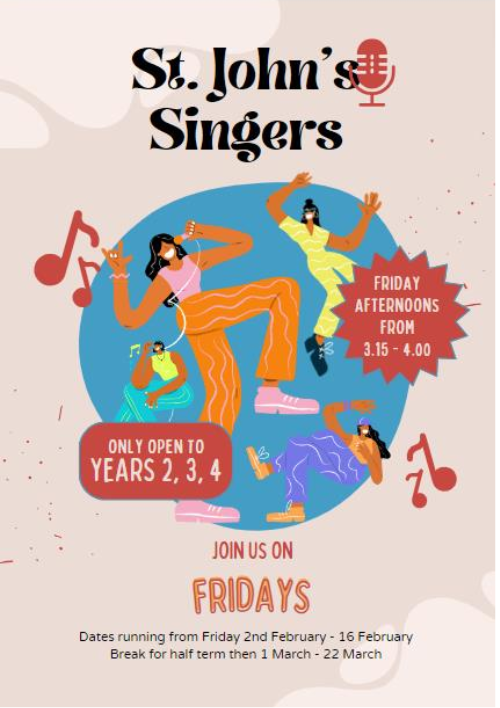 St. John's
Singers
FRIDAY
AFTERNOONS
FROM
3.15 - 4.00
ONLY OPEN TO
YEARS 2, 3, 4
JOIN US ON
FRIDAYS
Dates running from Friday 2nd February - 16 February
Break for half term then 1 March - 22 March